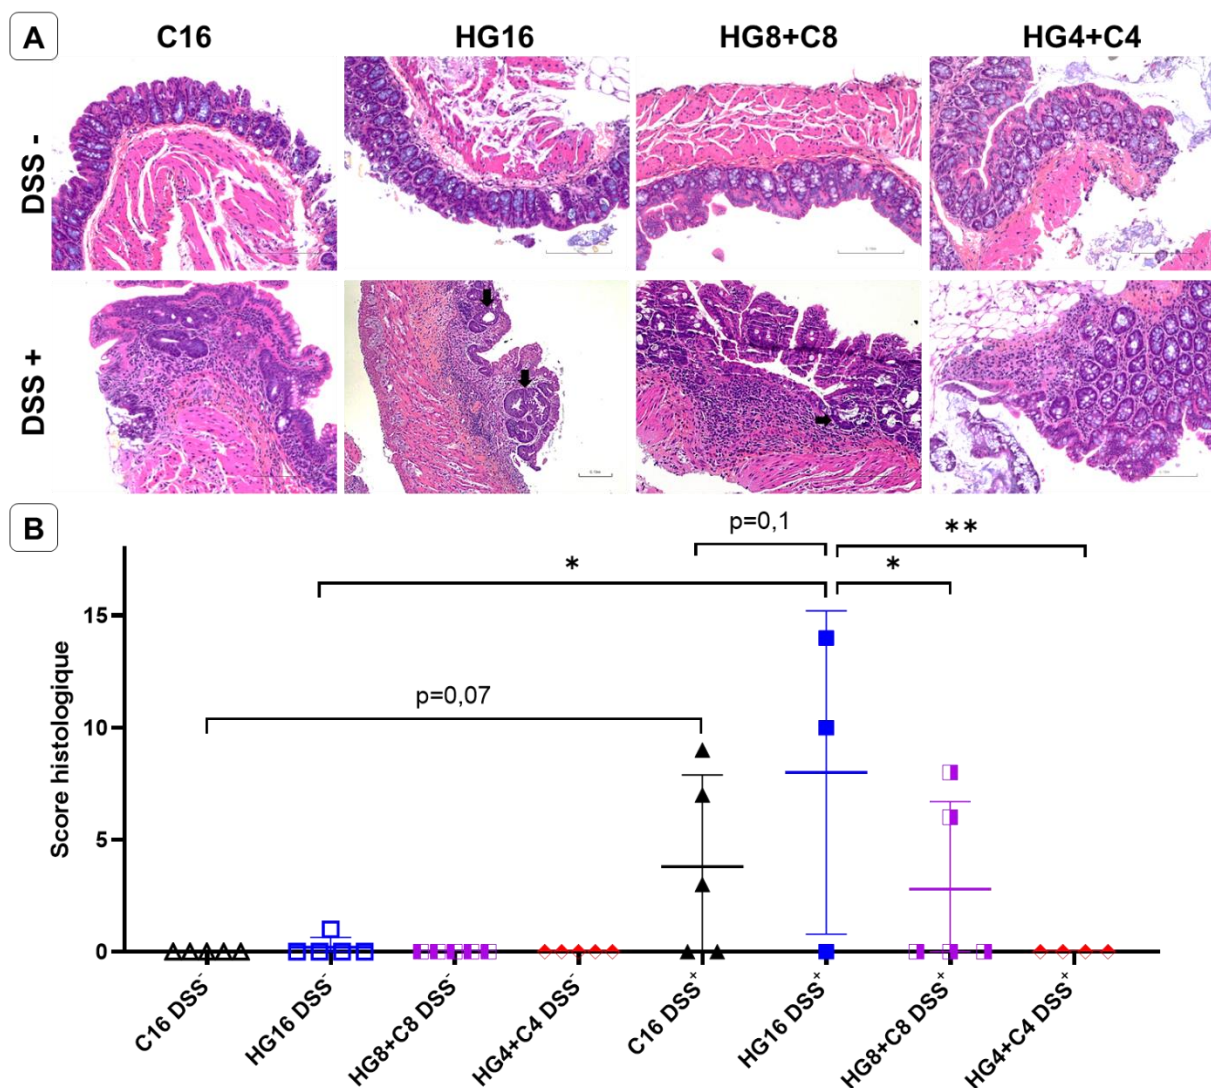 A
C16 HG16 HG8+C8 HG4+C4
DSS -
DSS +
B
p=0,1
**
*
*
p=0,07
Score histologique
15
10
5
0
C16 DSS⁻
HG16 DSS⁻
HG8+C8 DSS⁻
HG4+C4 DSS⁻
C16 DSS⁺
HG16 DSS⁺
HG8+C8 DSS⁺
HG4+C4 DSS⁺